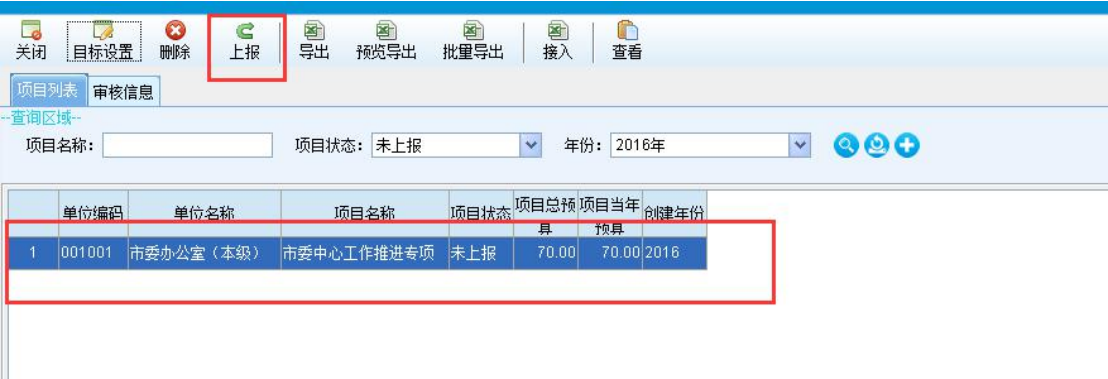 关闭 目标设置 删除 上报 导出 预览导出 批量导出 接入 查看
项目列表 审核信息
--查询区域--
项目名称: 项目状态: 未上报 年份: 2016年
单位编码 单位名称 项目名称 项目状态 项目总预算 项目当年预算 创建年份
1 001001 市委办公室（本级） 市委中心工作推进专项 未上报 70.00 70.00 2016